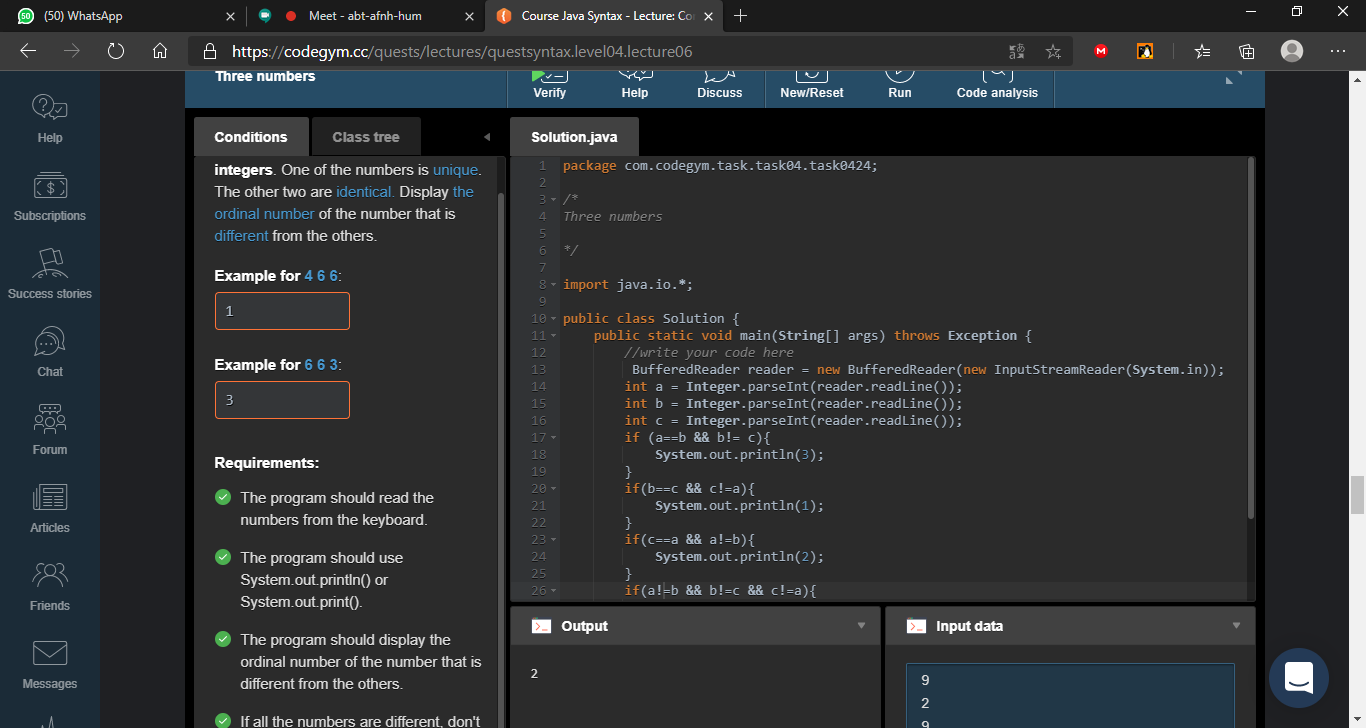 (50) WhatsApp
Meet - abt-afnh-hum
Course Java Syntax - Lecture: Co
https://codegym.cc/quests/lectures/questsyntax.level04.lecture06
Three numbers
Verify
Help
Discuss
New/Reset
Run
Code analysis
Help
Subscriptions
Success stories
Chat
Forum
Articles
Friends
Messages
Conditions
Class tree
integers. One of the numbers is unique.
The other two are identical. Display the
ordinal number of the number that is
different from the others.
Example for 4 6 6:
1
Example for 6 6 3:
3
Requirements:
The program should read the
numbers from the keyboard.
The program should use
System.out.println() or
System.out.print().
The program should display the
ordinal number of the number that is
different from the others.
If all the numbers are different, don't
Solution.java
1 package com.codegym.task.task04.task0424;
2
3 /*
4 Three numbers
5
6 */
7
8 import java.io.*;
9
10 public class Solution {
11 public static void main(String[] args) throws Exception {
12 //write your code here
13 BufferedReader reader = new BufferedReader(new InputStreamReader(System.in));
14 int a = Integer.parseInt(reader.readLine());
15 int b = Integer.parseInt(reader.readLine());
16 int c = Integer.parseInt(reader.readLine());
17 if (a==b && b!= c){
18 System.out.println(3);
19 }
20 if(b==c && c!=a){
21 System.out.println(1);
22 }
23 if(c==a && a!=b){
24 System.out.println(2);
25 }
26 if(a!=b && b!=c && c!=a){
Output
2
Input data
9
2
9